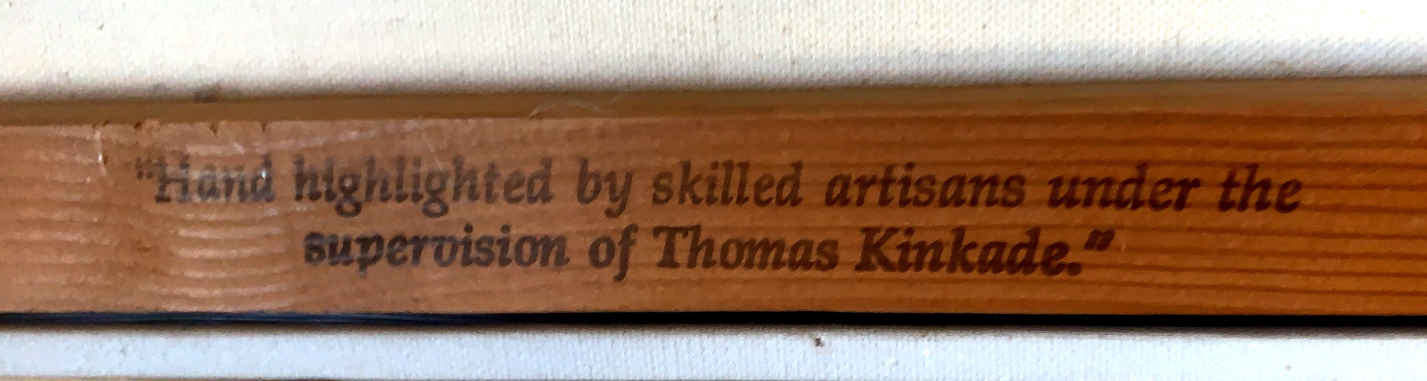 "Hand highlighted by skilled artisans under the
supervision of Thomas Kinkade."